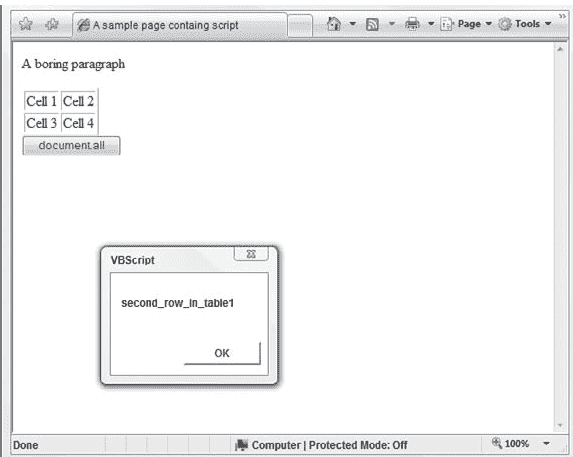 A sample page containg script
Page
Tools
A boring paragraph
Cell 1 Cell 2
Cell 3 Cell 4
document.all
VBScript
second_row_in_table1
OK
Done
Computer | Protected Mode: Off
100%